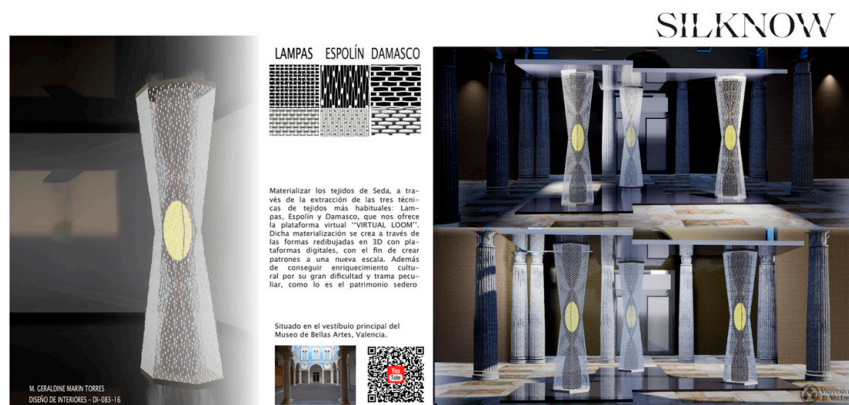 SILKNOW
LAMPAS ESPOLÍN DAMASCO
Materializar los tejidos de Seda, a tra-
vés de la extracción de las tres técni-
cas de tejidos más habituales: Lam-
pas, Espolín y Damasco, que nos ofrece
la plataforma virtual ‘‘VIRTUAL LOOM’’.
Dicha materialización se crea a través de
las formas redibujadas en 3D con pla-
taformas digitales, con el fin de crear
patrones a una nueva escala. Además
de conseguir enriquecimiento cultu-
ral por su gran dificultad y trama pecu-
liar, como lo es el patrimonio sedero
Situado en el vestíbulo principal del
Museo de Bellas Artes, Valencia.
You
Tube
M. GERALDINE MARIN TORRES
DISEÑO DE INTERIORES - DI-083-16